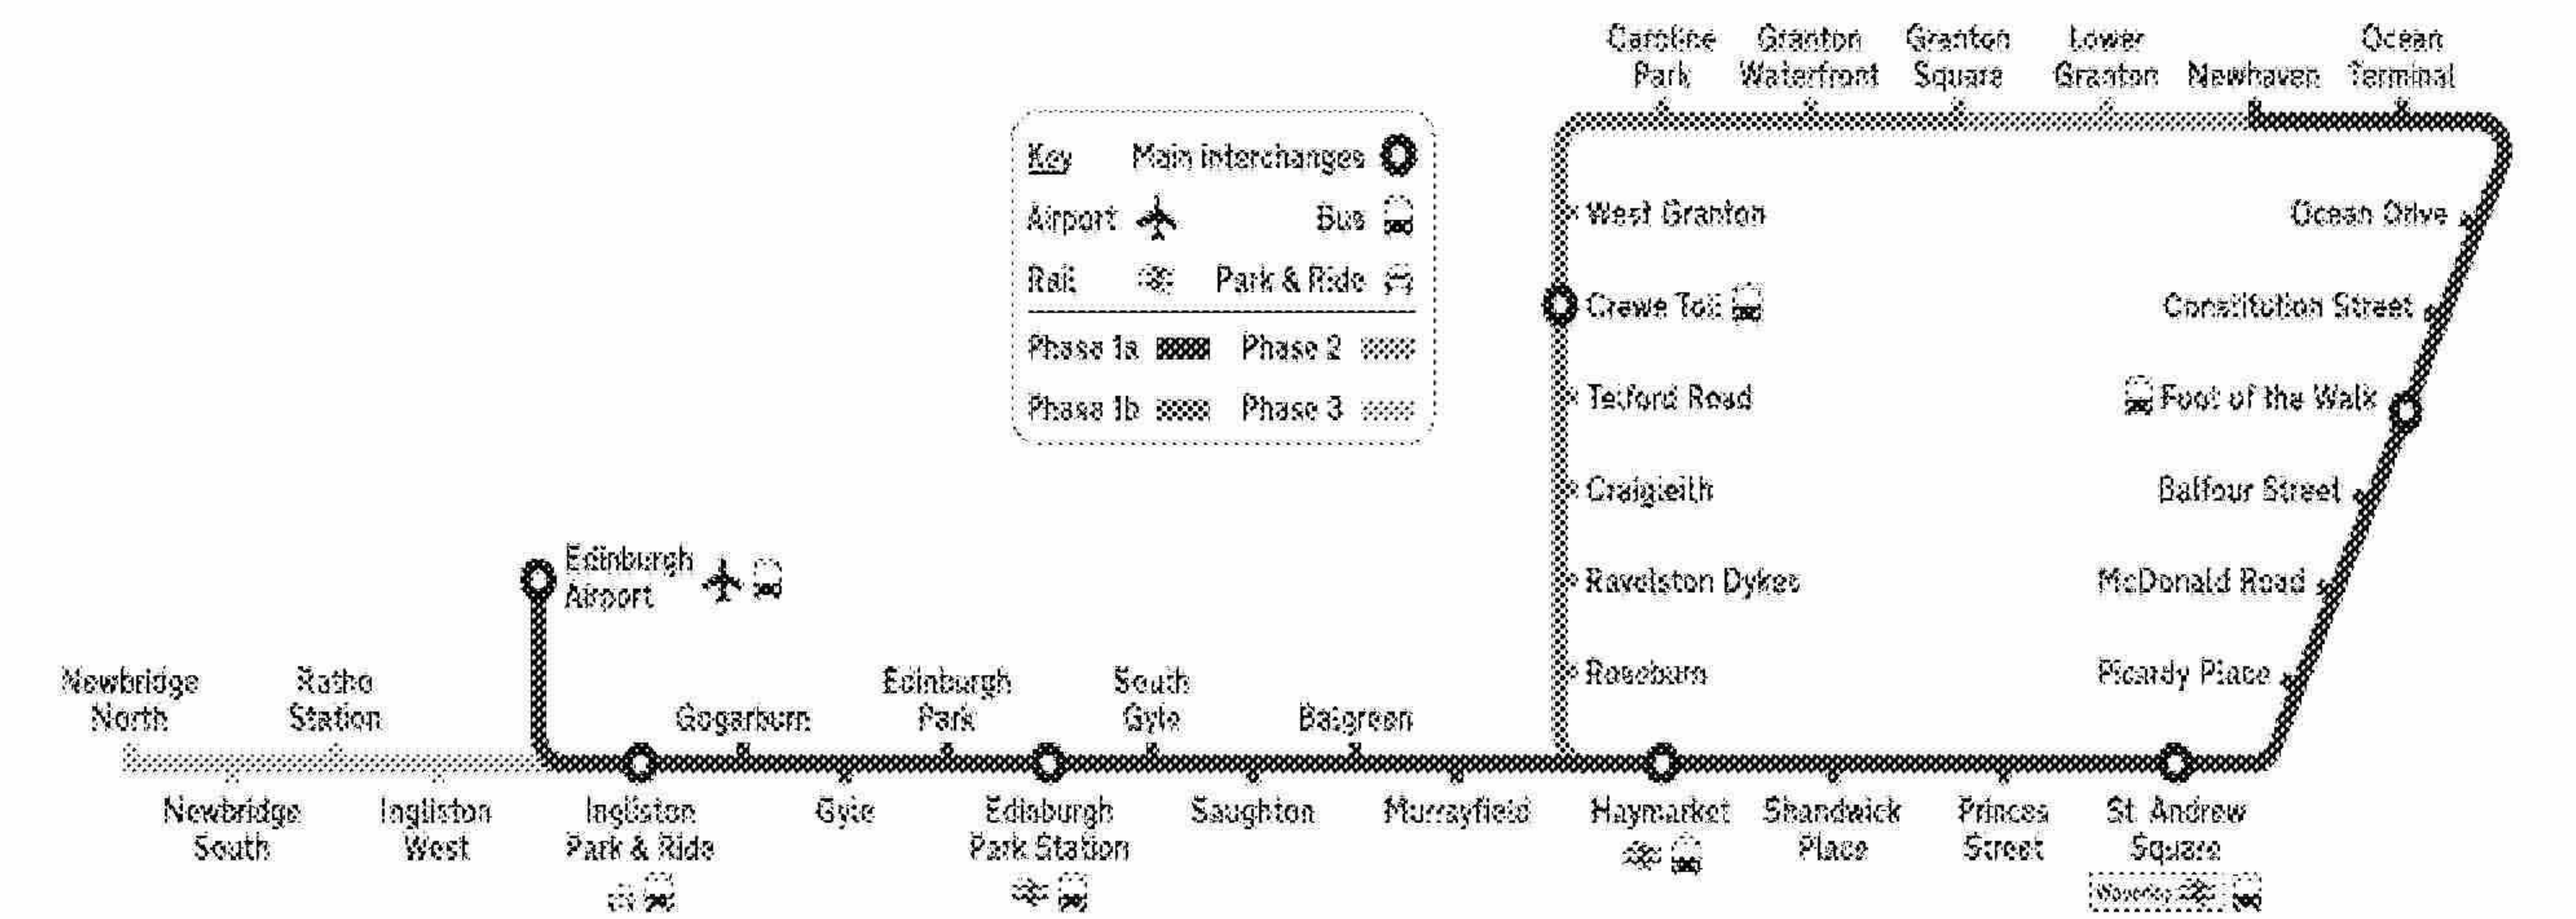 Caroline
Park
Granton
Waterfront
Granton
Square
Lower
Granton
Newhaven
Ocean
Terminal
Key
Main interchanges
Airport
Bus
Rail
Park & Ride
Phase 1a
Phase 2
Phase 1b
Phase 3
West Granton
Crewe Toll
Telford Road
Craigleith
Ravelston Dykes
Roseburn
Ocean Drive
Constitution Street
Foot of the Walk
Balfour Street
McDonald Road
Picardy Place
Edinburgh
Airport
Newbridge
North
Ratho
Station
Gogarburn
Edinburgh
Park
South
Gyle
Balgreen
Newbridge
South
Ingliston
West
Ingliston
Park & Ride
Gyle
Edinburgh
Park Station
Saughton
Murrayfield
Haymarket
Shandwick
Place
Princes
Street
St. Andrew
Square
Waverley